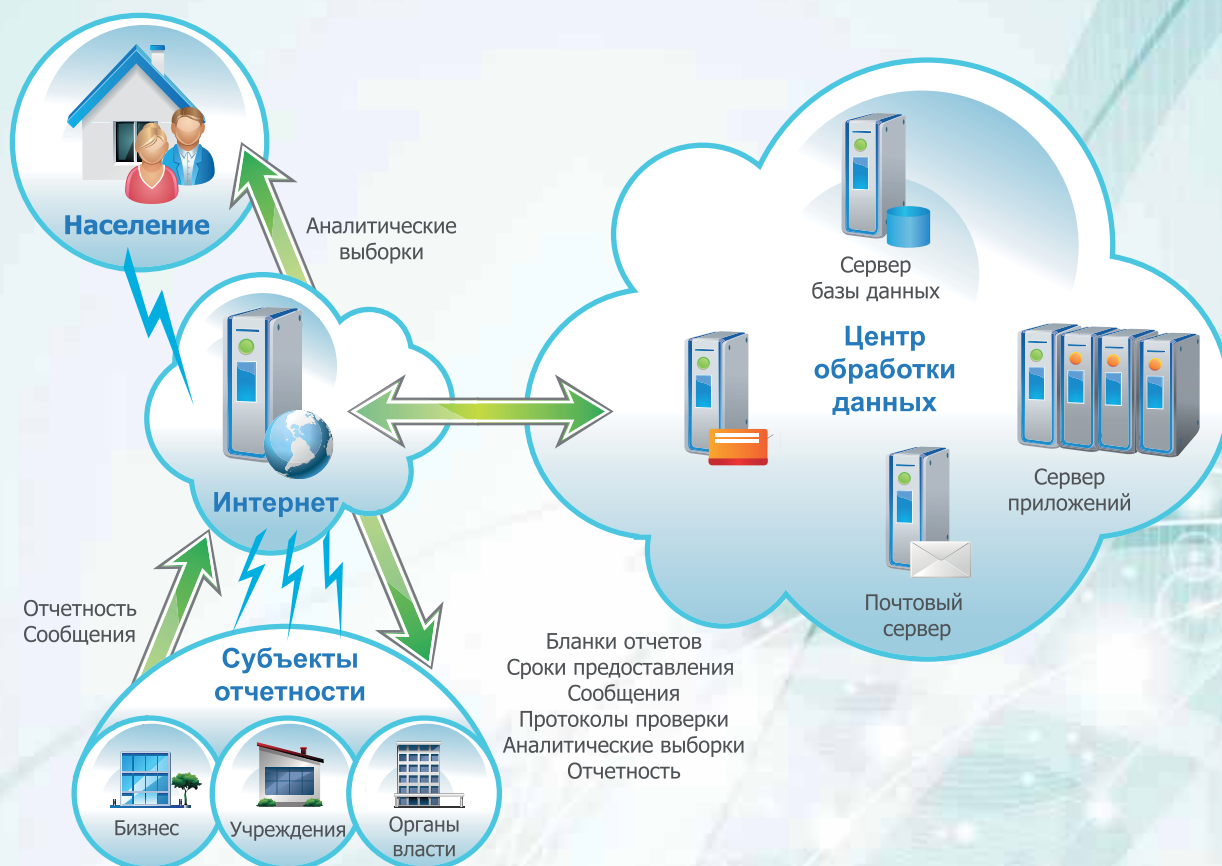 Население
Аналитические
выборки
Сервер
базы данных
Центр
обработки
данных
Сервер
приложений
Интернет
Почтовый
сервер
Отчетность
Сообщения
Субъекты
отчетности
Бланки отчетов
Сроки предоставления
Сообщения
Протоколы проверки
Аналитические выборки
Отчетность
Бизнес
Учреждения
Органы
власти